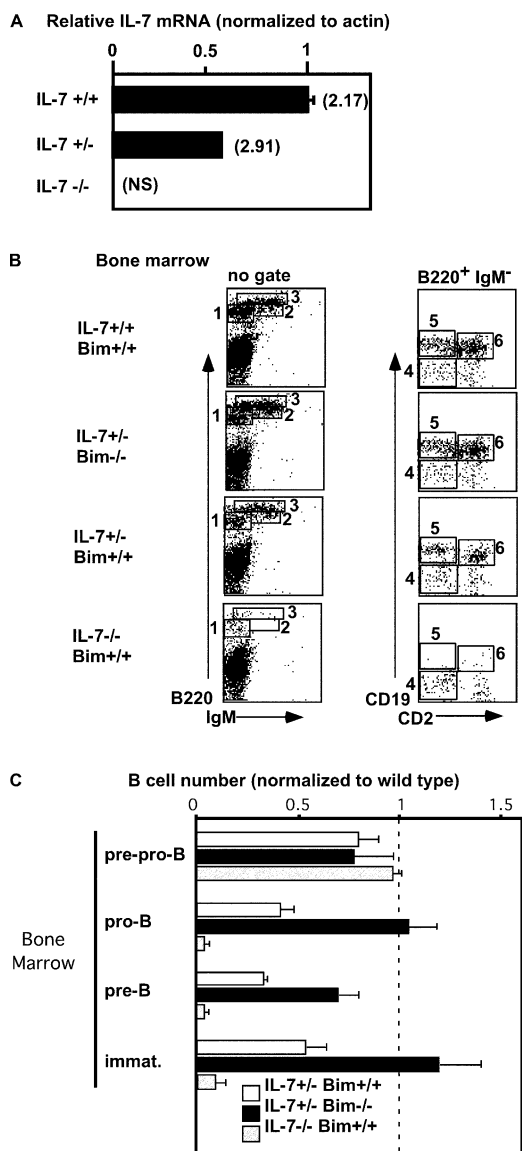 A Relative IL-7 mRNA (normalized to actin)
0 0.5 1
IL-7 +/+ (2.17)
IL-7 +/- (2.91)
IL-7 -/- (NS)
B Bone marrow
no gate B220+ IgM-
IL-7+/+
Bim+/+
1 3 2 5 6 4
IL-7+/-
Bim-/-
1 3 2 5 6 4
IL-7+/-
Bim+/+
1 3 2 5 6 4
IL-7-/-
Bim+/+
1 3 2 5 6 4
B220 CD19
IgM CD2
C B cell number (normalized to wild type)
0 0.5 1 1.5
pre-pro-B
pro-B
Bone
Marrow
pre-B
immat.
IL-7+/- Bim+/+
IL-7+/- Bim-/-
IL-7-/- Bim+/+